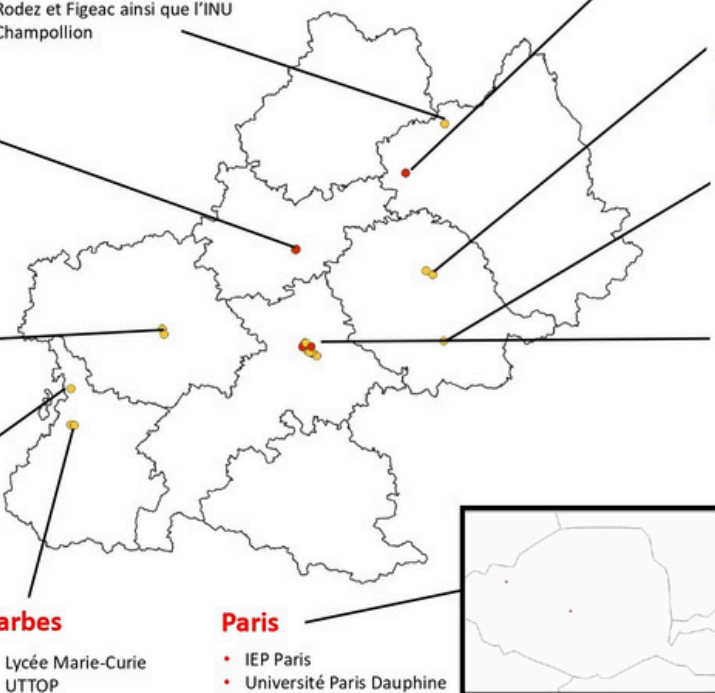 Rodez et Figeac ainsi que l'INU
Champollion
arbes
Lycée Marie-Curie
UTTOP
Paris
• IEP Paris
• Université Paris Dauphine